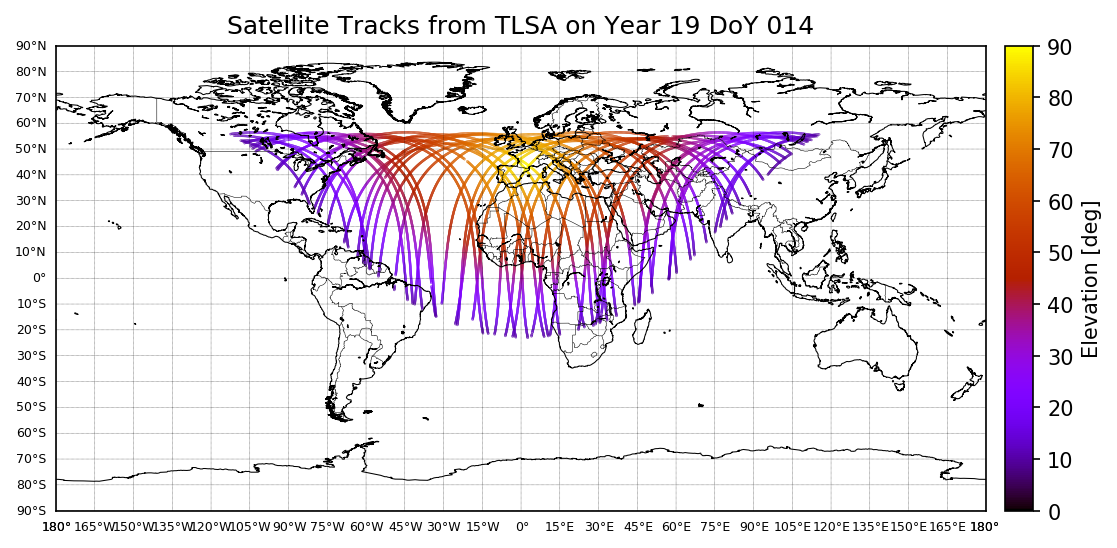 Satellite Tracks from TLSA on Year 19 DoY 014
90°N
80°N
70°N
60°N
50°N
40°N
30°N
20°N
10°N
0°
10°S
20°S
30°S
40°S
50°S
60°S
70°S
80°S
90°S
180° 165°W 150°W 135°W 120°W 105°W 90°W 75°W 60°W 45°W 30°W 15°W 0° 15°E 30°E 45°E 60°E 75°E 90°E 105°E 120°E 135°E 150°E 165°E 180°
90
80
70
60
50
40
30
20
10
0
Elevation [deg]